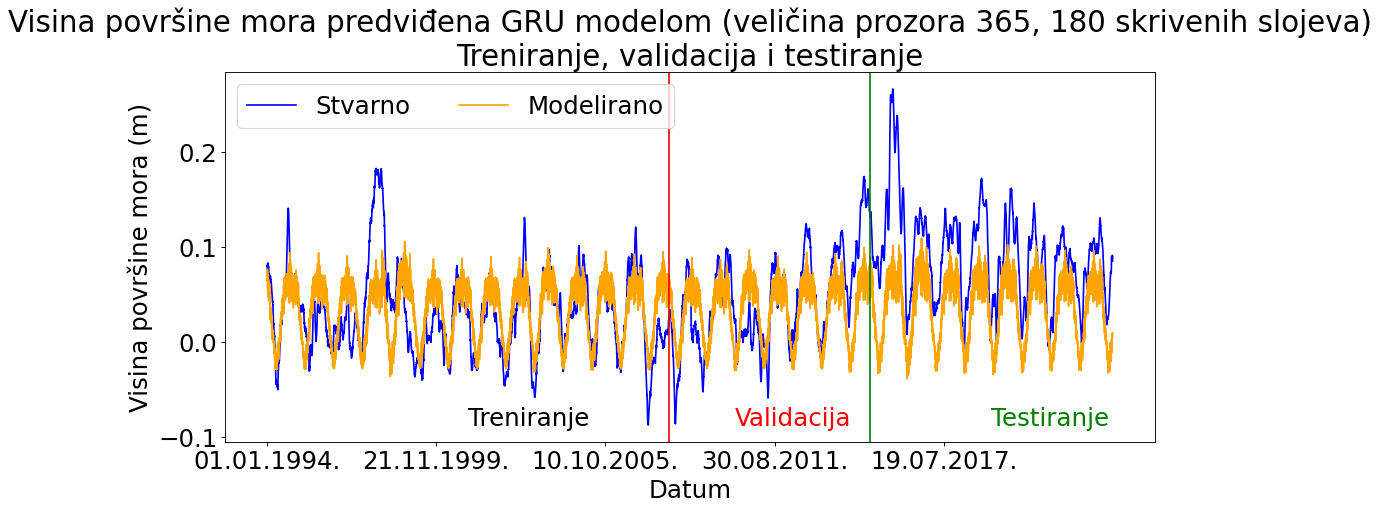 Visina površine mora predviđena GRU modelom (veličina prozora 365, 180 skrivenih slojeva)
Treniranje, validacija i testiranje
Stvarno
Modelirano
Visina površine mora (m)
0.2
0.1
0.0
−0.1
Treniranje
Validacija
Testiranje
01.01.1994.
21.11.1999.
10.10.2005.
30.08.2011.
19.07.2017.
Datum